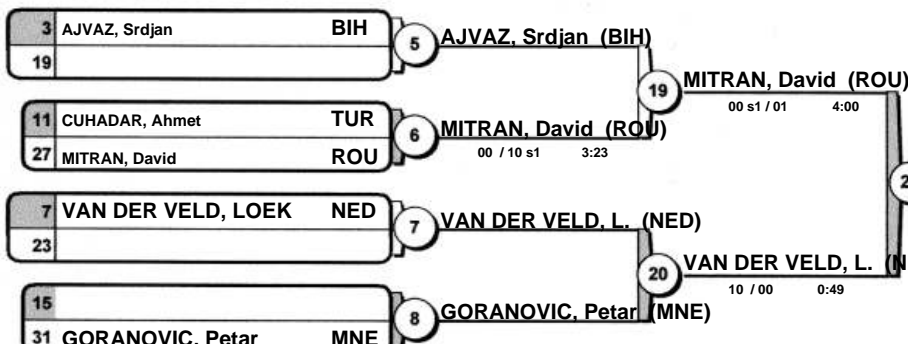 3 AJVAZ, Srdjan BIH
19
5 AJVAZ, Srdjan (BIH)
11 CUHADAR, Ahmet TUR
27 MITRAN, David ROU
6 MITRAN, David (ROU)
00 / 10 s1 3:23
19 MITRAN, David (ROU)
00 s1 / 01 4:00
7 VAN DER VELD, LOEK NED
23
7 VAN DER VELD, L. (NED)
15
31 GORANOVIC, Petar MNE
8 GORANOVIC, Petar (MNE)
20 VAN DER VELD, L.
10 / 00 0:49